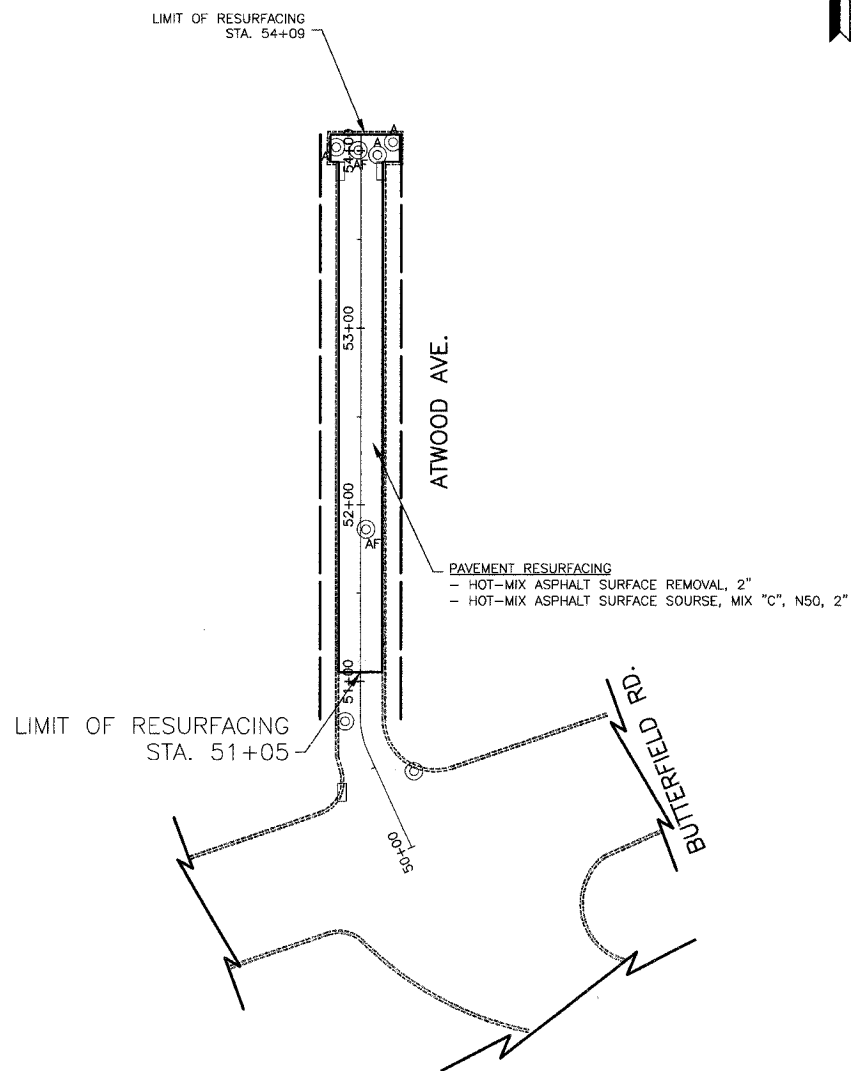 LIMIT OF RESURFACING
STA. 54+09
A
A
A
AF
54+00
53+00
ATWOOD AVE.
52+00
AF
PAVEMENT RESURFACING
- HOT-MIX ASPHALT SURFACE REMOVAL, 2"
- HOT-MIX ASPHALT SURFACE SOURSE, MIX "C", N50, 2"
51+00
LIMIT OF RESURFACING
STA. 51+05
BUTTERFIELD RD.
50+00